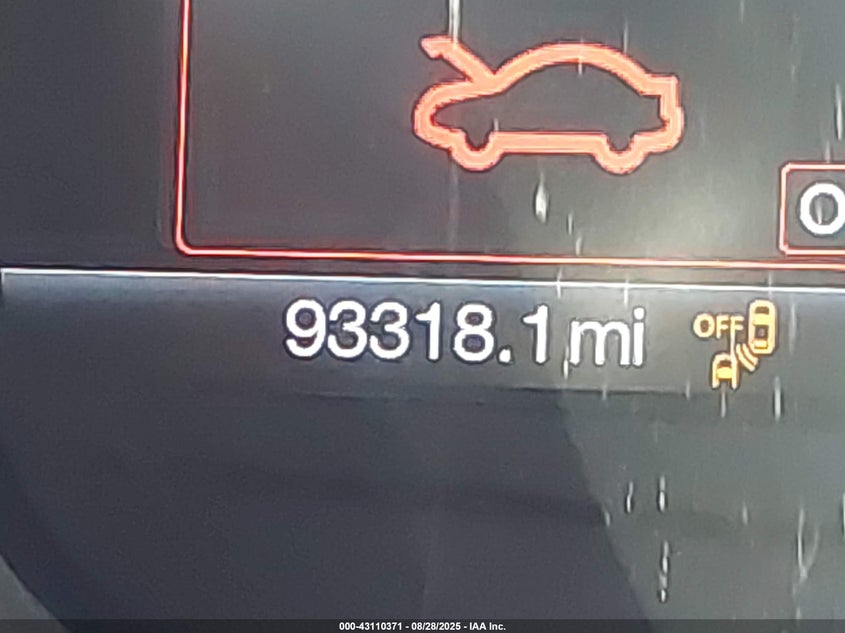 O
93318.1 mi
OFF
000-43110371 - 08/28/2025 - IAA Inc.